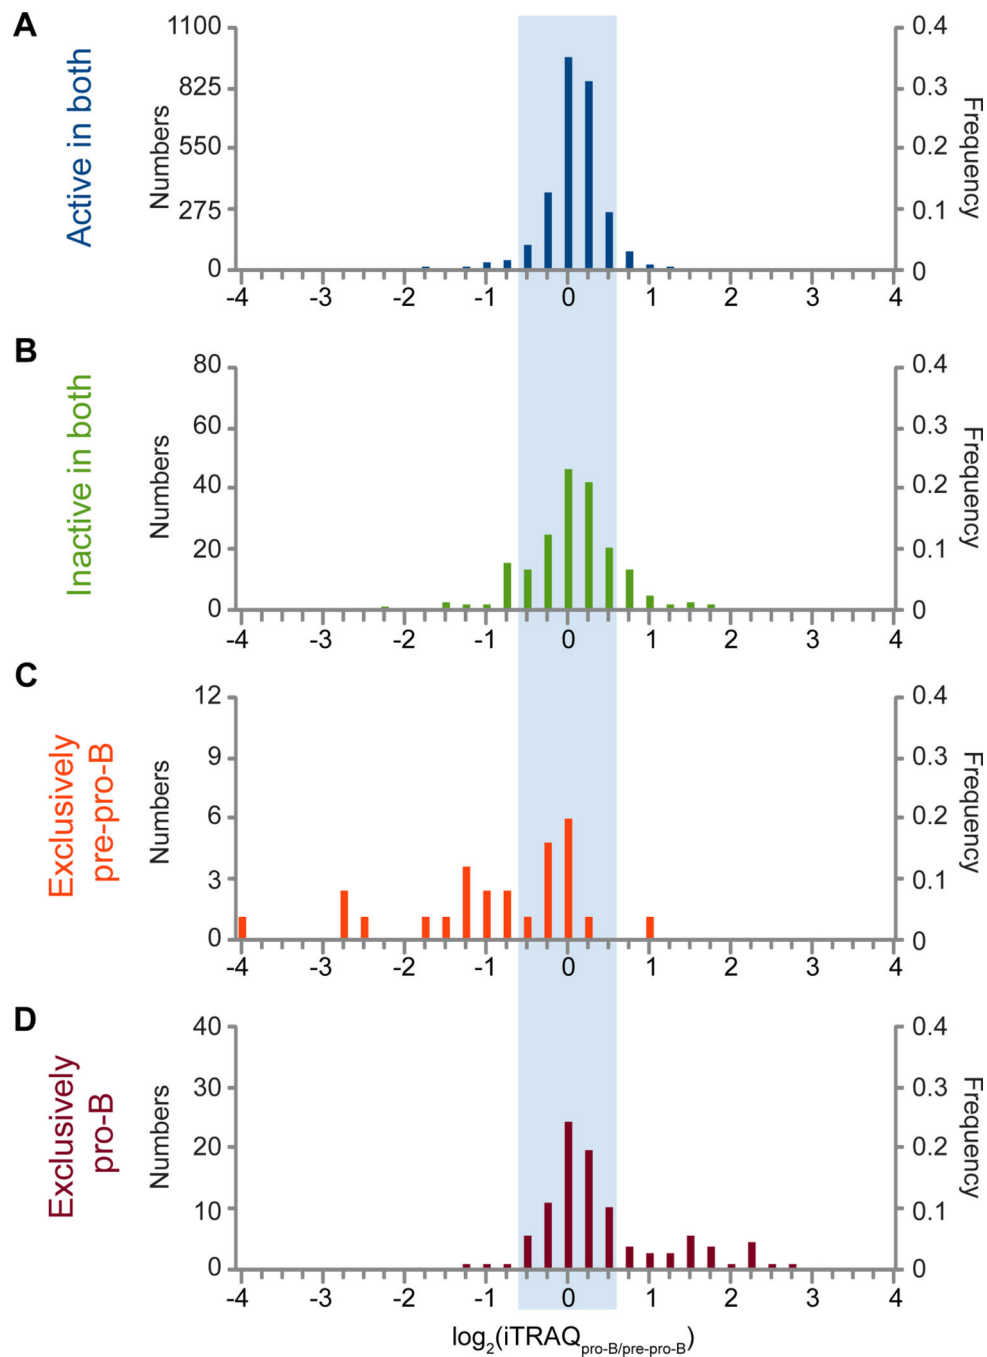 A
Active in both
Numbers
1100
825
550
275
0
0.4
0.3
0.2
0.1
0
Frequency
-4 -3 -2 -1 0 1 2 3 4
B
Inactive in both
Numbers
80
60
40
20
0
0.4
0.3
0.2
0.1
0
Frequency
-4 -3 -2 -1 0 1 2 3 4
C
Exclusively
pre-pro-B
Numbers
12
9
6
3
0
0.4
0.3
0.2
0.1
0
Frequency
-4 -3 -2 -1 0 1 2 3 4
D
Exclusively
pro-B
Numbers
40
30
20
10
0
0.4
0.3
0.2
0.1
0
Frequency
-4 -3 -2 -1 0 1 2 3 4
log2(iTRAQpro-B/pre-pro-B)